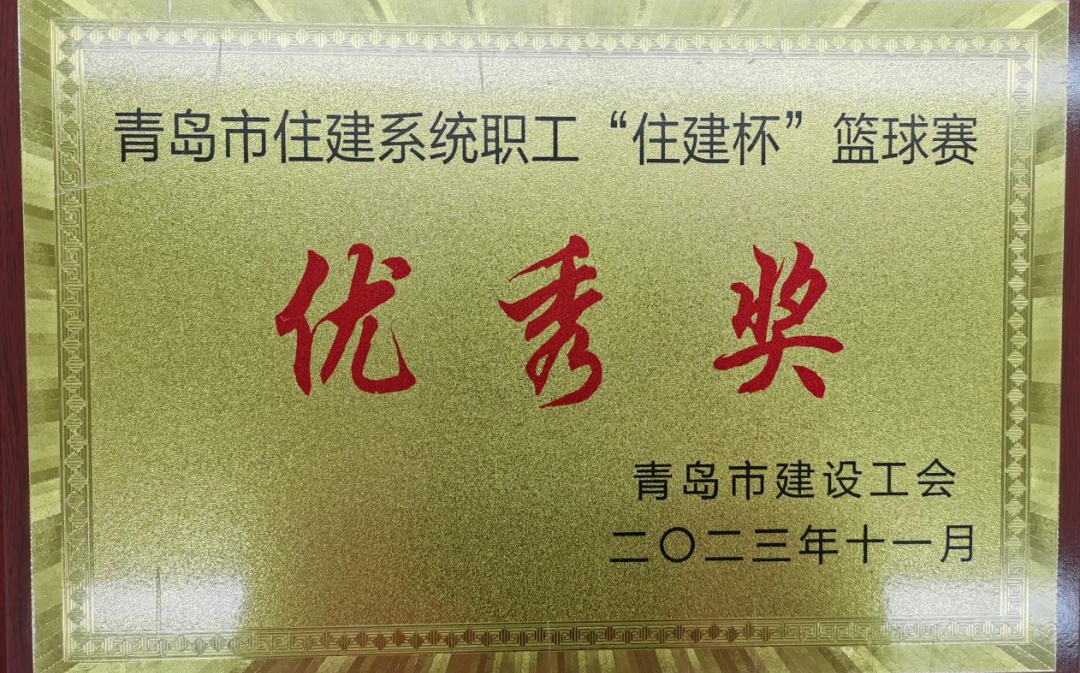 青岛市住建系统职工“住建杯”篮球赛
优秀奖
青岛市建设工会
二〇二三年十一月